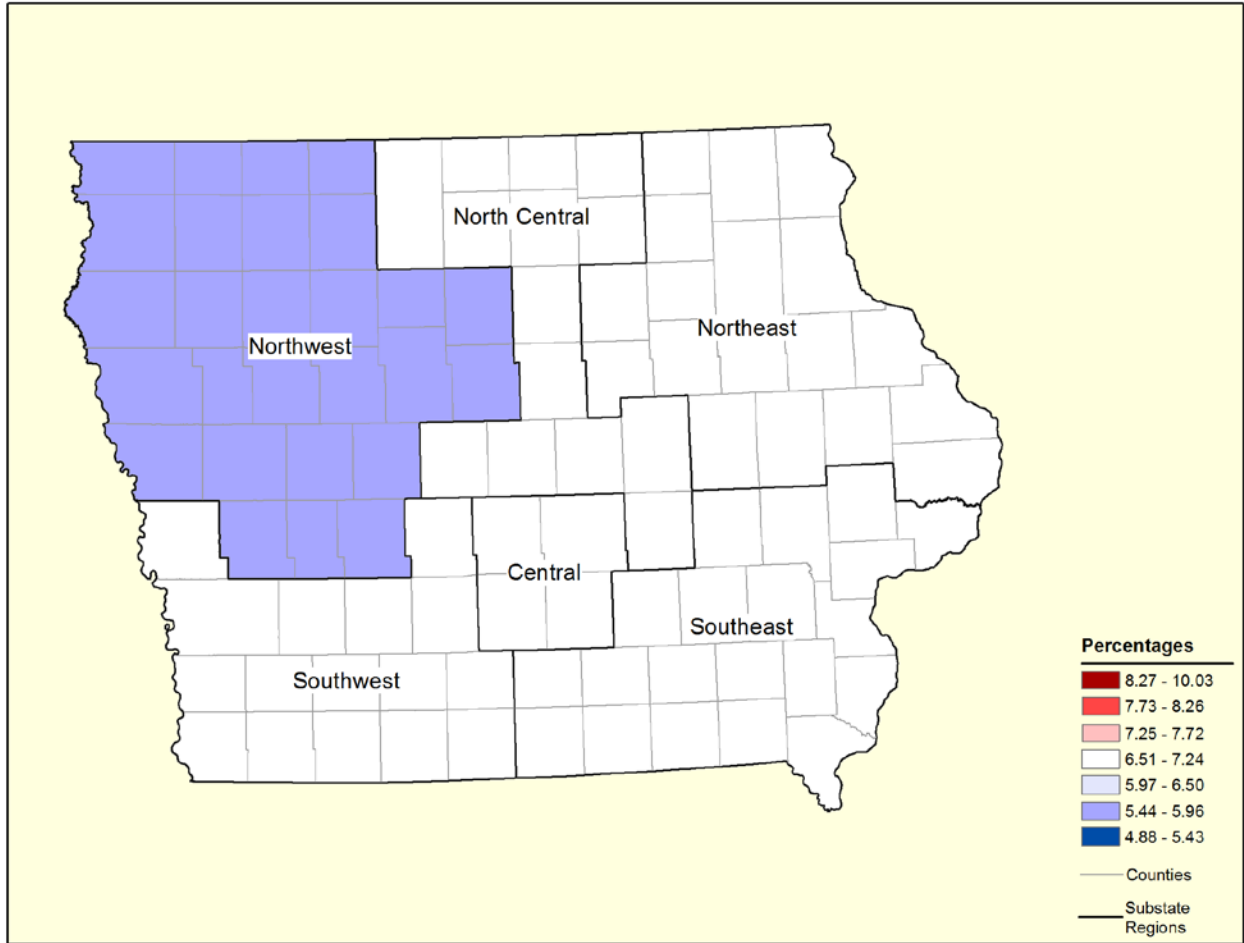 North Central
Northeast
Northwest
Central
Southeast
Southwest
Percentages
8.27 - 10.03
7.73 - 8.26
7.25 - 7.72
6.51 - 7.24
5.97 - 6.50
5.44 - 5.96
4.88 - 5.43
Counties
Substate
Regions